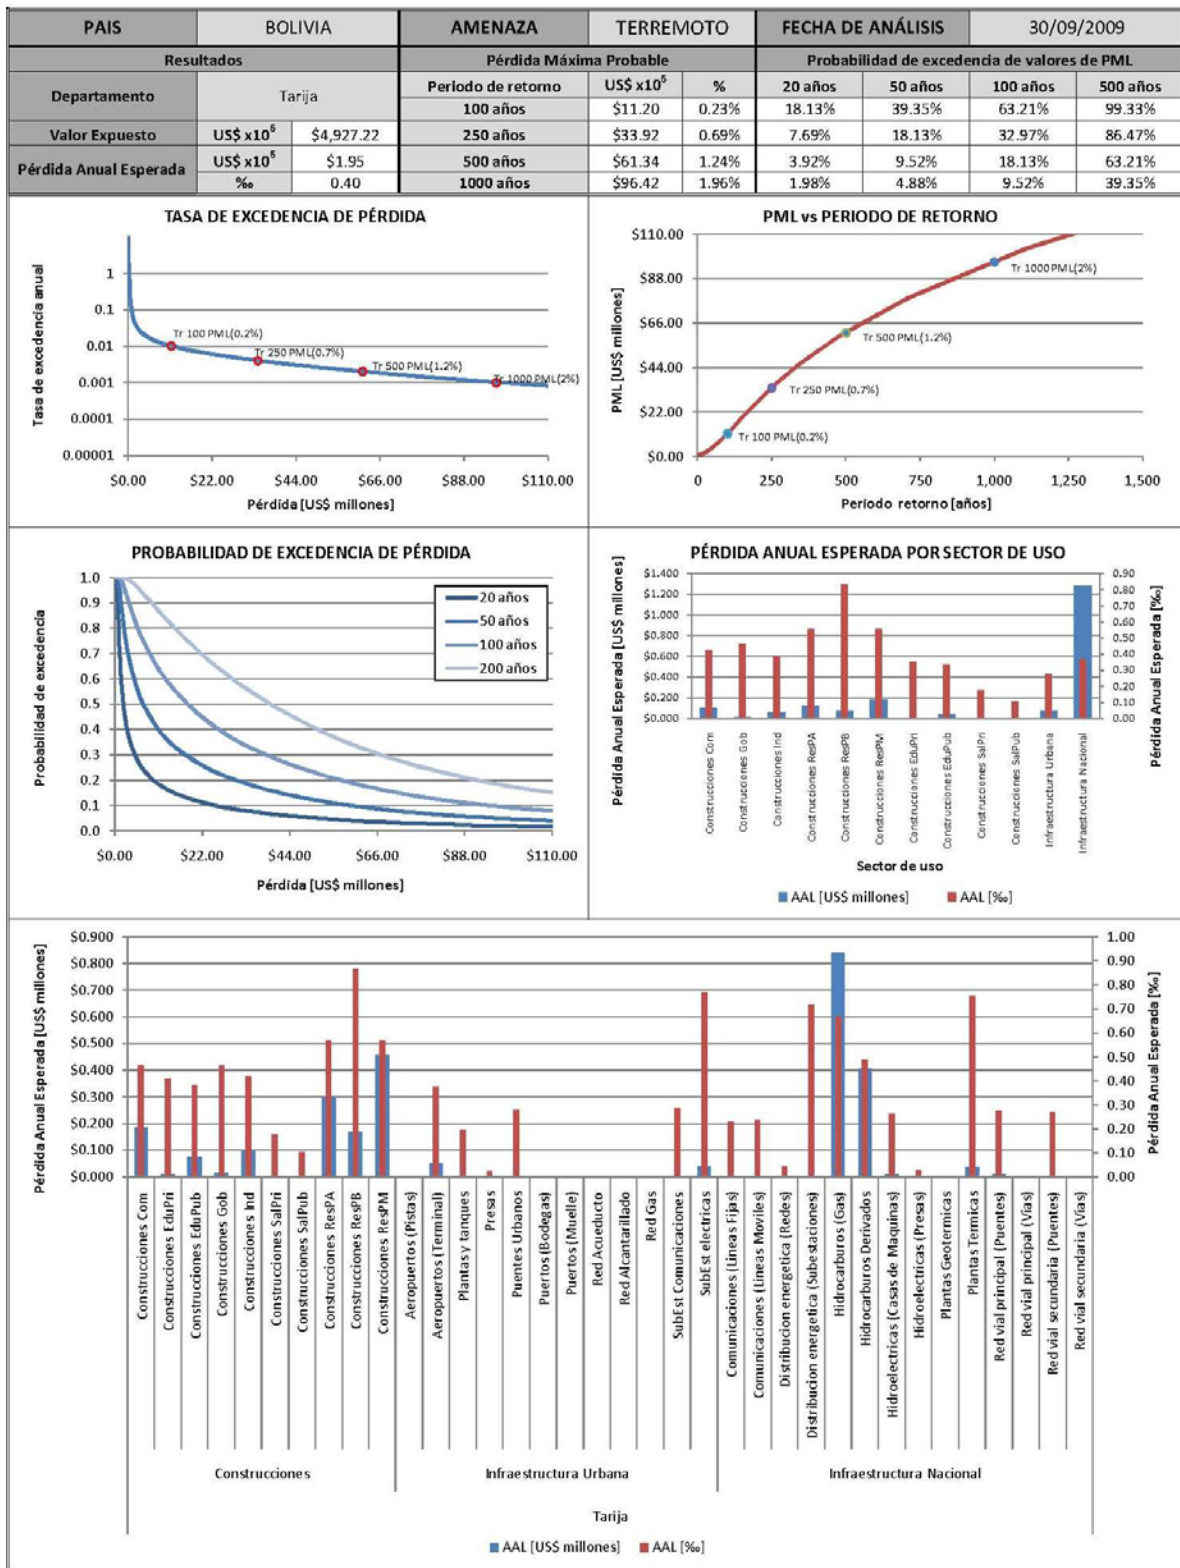 PAIS BOLIVIA AMENAZA TERREMOTO FECHA DE ANÁLISIS 30/09/2009
Resultados Pérdida Máxima Probable Probabilidad de excedencia de valores de PML
Departamento Tarija Periodo de retorno US$ x10⁶ % 20 años 50 años 100 años 500 años
100 años $11.20 0.23% 18.13% 39.35% 63.21% 99.33%
Valor Expuesto US$ x10⁶ $4,927.22 250 años $33.92 0.69% 7.69% 18.13% 32.97% 86.47%
Pérdida Anual Esperada US$ x10⁶ $1.95 500 años $61.34 1.24% 3.92% 9.52% 18.13% 63.21%
‰ 0.40 1000 años $96.42 1.96% 1.98% 4.88% 9.52% 39.35%
TASA DE EXCEDENCIA DE PÉRDIDA
Tasa de excedencia anual
1
0.1
0.01
0.001
0.0001
0.00001
Tr 100 PML(0.2%)
Tr 250 PML(0.7%)
Tr 500 PML(1.2%)
Tr 1000 PML(2%)
$0.00 $22.00 $44.00 $66.00 $88.00 $110.00
Pérdida [US$ millones]
PML vs PERIODO DE RETORNO
PML [US$ millones]
$110.00
$88.00
$66.00
$44.00
$22.00
$0.00
Tr 1000 PML(2%)
Tr 500 PML(1.2%)
Tr 250 PML(0.7%)
Tr 100 PML(0.2%)
0 250 500 750 1,000 1,250 1,500
Período retorno [años]
PROBABILIDAD DE EXCEDENCIA DE PÉRDIDA
Probabilidad de excedencia
1.0
0.9
0.8
0.7
0.6
0.5
0.4
0.3
0.2
0.1
0.0
20 años
50 años
100 años
200 años
$0.00 $22.00 $44.00 $66.00 $88.00 $110.00
Pérdida [US$ millones]
PÉRDIDA ANUAL ESPERADA POR SECTOR DE USO
Pérdida Anual Esperada [US$ millones]
$1.400
$1.200
$1.000
$0.800
$0.600
$0.400
$0.200
$0.000
0.90
0.80
0.70
0.60
0.50
0.40
0.30
0.20
0.10
0.00
Pérdida Anual Esperada [‰]
Construcciones Com
Construcciones Gob
Construcciones Ind
Construcciones ResPA
Construcciones ResPB
Construcciones ResPM
Construcciones EduPri
Construcciones EduPub
Construcciones SalPri
Construcciones SalPub
Infraestructura Urbana
Infraestructura Nacional
Sector de uso
AAL [US$ millones] AAL [‰]
Pérdida Anual Esperada [US$ millones]
$0.900
$0.800
$0.700
$0.600
$0.500
$0.400
$0.300
$0.200
$0.100
$0.000
1.00
0.90
0.80
0.70
0.60
0.50
0.40
0.30
0.20
0.10
0.00
Pérdida Anual Esperada [‰]
Construcciones Com
Construcciones EduPri
Construcciones EduPub
Construcciones Gob
Construcciones Ind
Construcciones SalPri
Construcciones SalPub
Construcciones ResPA
Construcciones ResPB
Construcciones ResPM
Aeropuertos (Pistas)
Aeropuertos (Terminal)
Plantas y tanques
Presas
Puentes Urbanos
Puertos (Bodegas)
Puertos (Muelle)
Red Acueducto
Red Alcantarillado
Red Gas
SubEst Comunicaciones
SubEst electricas
Comunicaciones (Lineas Fijas)
Comunicaciones (Lineas Moviles)
Distribucion energetica (Redes)
Distribucion energetica (Subestaciones)
Hidrocarburos (Gas)
Hidrocarburos Derivados
Hidroelectricas (Casas de Maquinas)
Hidroelectricas (Presas)
Plantas Geotermicas
Plantas Termicas
Red vial principal (Puentes)
Red vial principal (Vias)
Red vial secundaria (Puentes)
Red vial secundaria (Vias)
Construcciones Infraestructura Urbana Infraestructura Nacional
Tarija
AAL [US$ millones] AAL [‰]